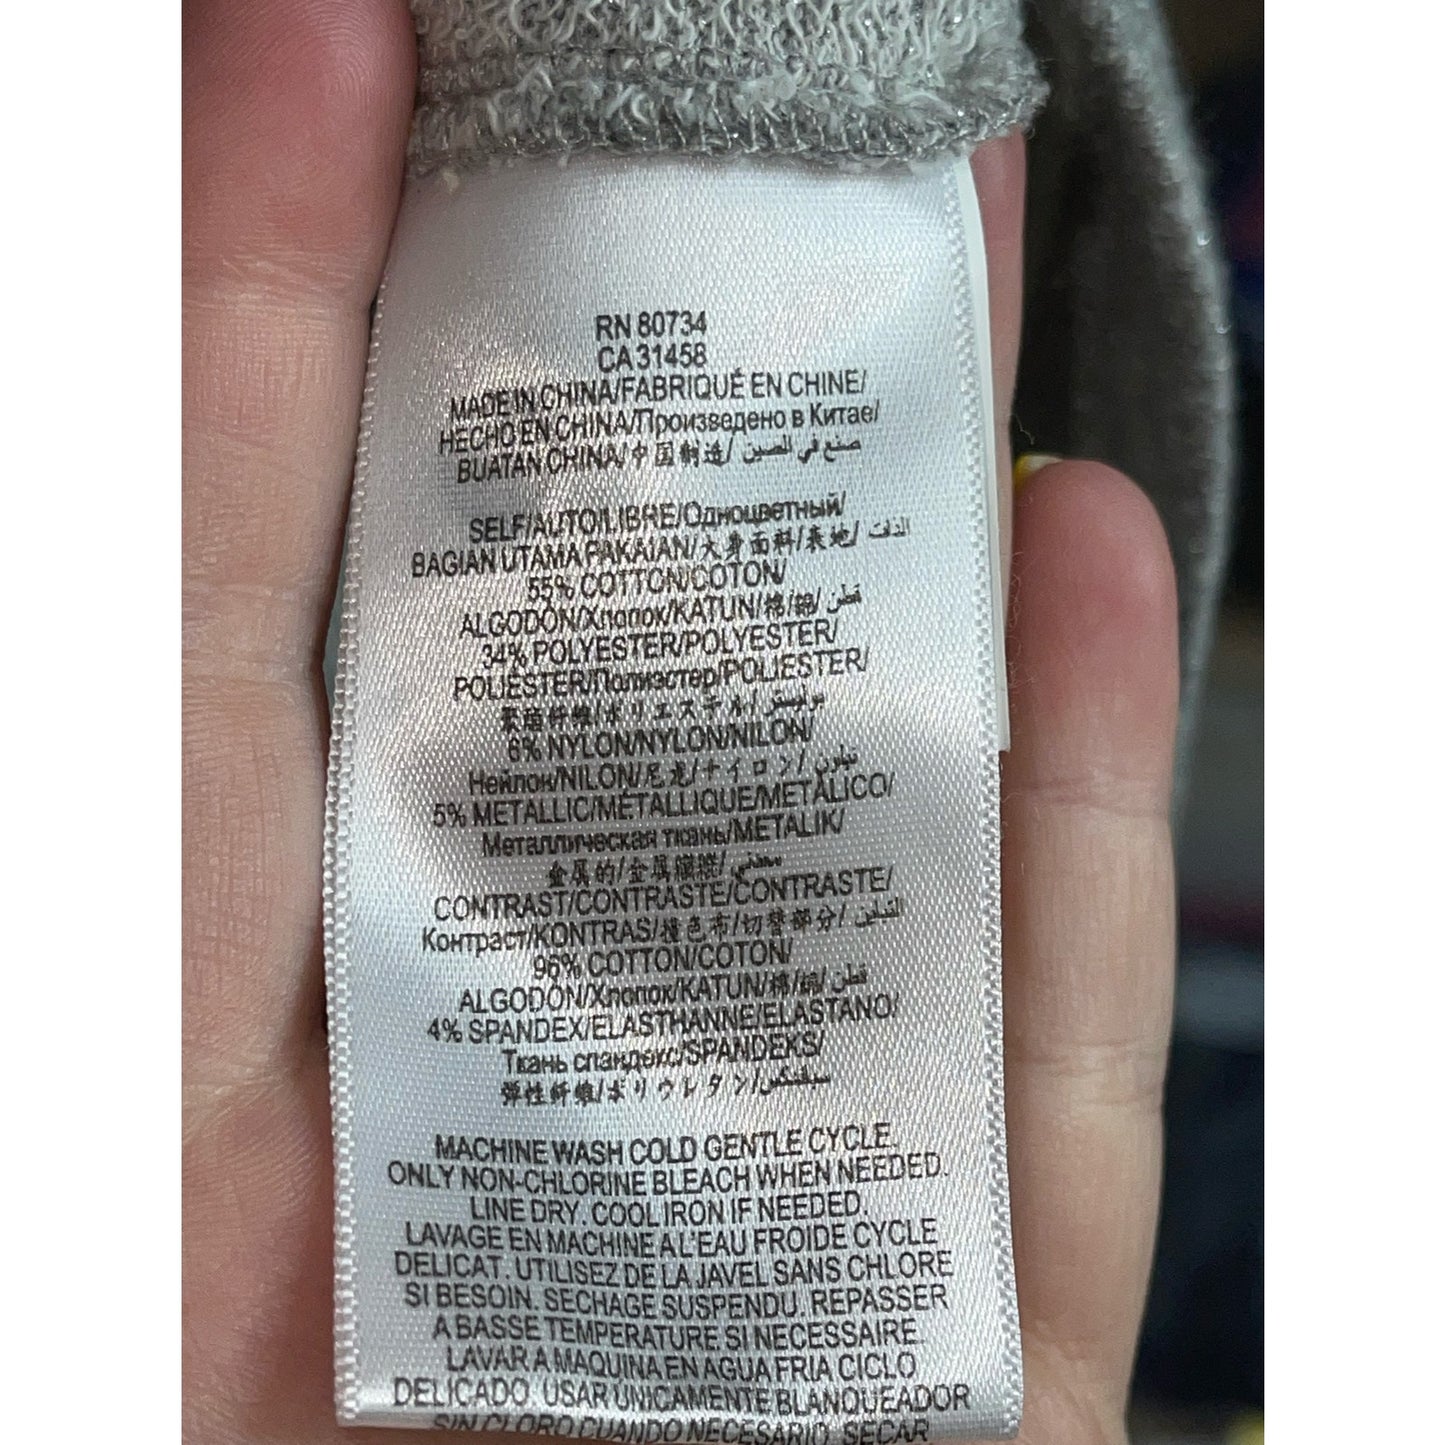 RN 80734
CA 31458
MADE IN CHINA/FABRIQUÉ EN CHINE/
HECHO EN CHINA/Произведено в Китае/
BUATAN CHINA/中国制造/ صنع في الصين
SELF/AUTO/LIBRE/Одноцветный/
BAGIAN UTAMA PAKAIAN/大身面料/表地/ الذات
55% COTTON/COTON/
ALGODÓN/Хлопок/KATUN/棉/綿/ قطن
34% POLYESTER/POLYESTER/
POLIÉSTER/Полиэстер/POLIESTER/
聚酯纤维/ポリエステル/ بوليستر
6% NYLON/NYLON/NILON/
Нейлон/NILON/尼龙/ナイロン/ نيلون
5% METALLIC/MÉTALLIQUE/METÁLICO/
Металлическая ткань/METALIK/
金属的/金属繊維/ معدني
CONTRAST/CONTRASTE/CONTRASTE/
Контраст/KONTRAS/撞色布/切替部分/ التباين
96% COTTON/COTON/
ALGODÓN/Хлопок/KATUN/棉/綿/ قطن
4% SPANDEX/ELASTHANNE/ELASTANO/
Ткань спандекс/SPANDEKS/
弹性纤维/ポリウレタン/ سباندكس
MACHINE WASH COLD GENTLE CYCLE.
ONLY NON-CHLORINE BLEACH WHEN NEEDED.
LINE DRY. COOL IRON IF NEEDED.
LAVAGE EN MACHINE A L'EAU FROIDE CYCLE
DELICAT. UTILISEZ DE LA JAVEL SANS CHLORE
SI BESOIN. SECHAGE SUSPENDU. REPASSER
A BASSE TEMPERATURE SI NECESSAIRE.
LAVAR A MAQUINA EN AGUA FRIA CICLO
DELICADO. USAR UNICAMENTE BLANQUEADOR
SIN CLORO CUANDO NECESARIO. SECAR